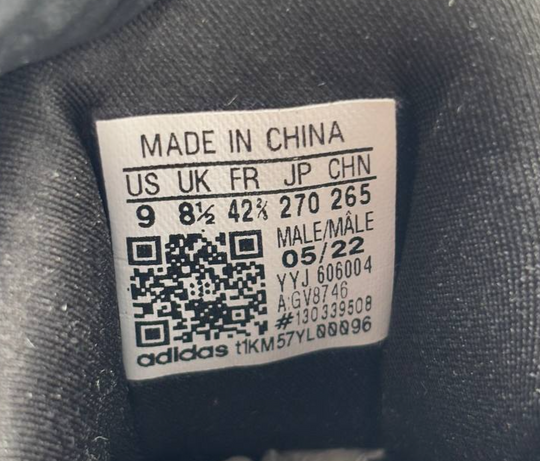 MADE IN CHINA
US UK FR JP CHN
9 8½ 42⅔ 270 265
MALE/MÂLE
05/22
YYJ 606004
A:GV8746
#130339508
adidas t1KM57YL00096